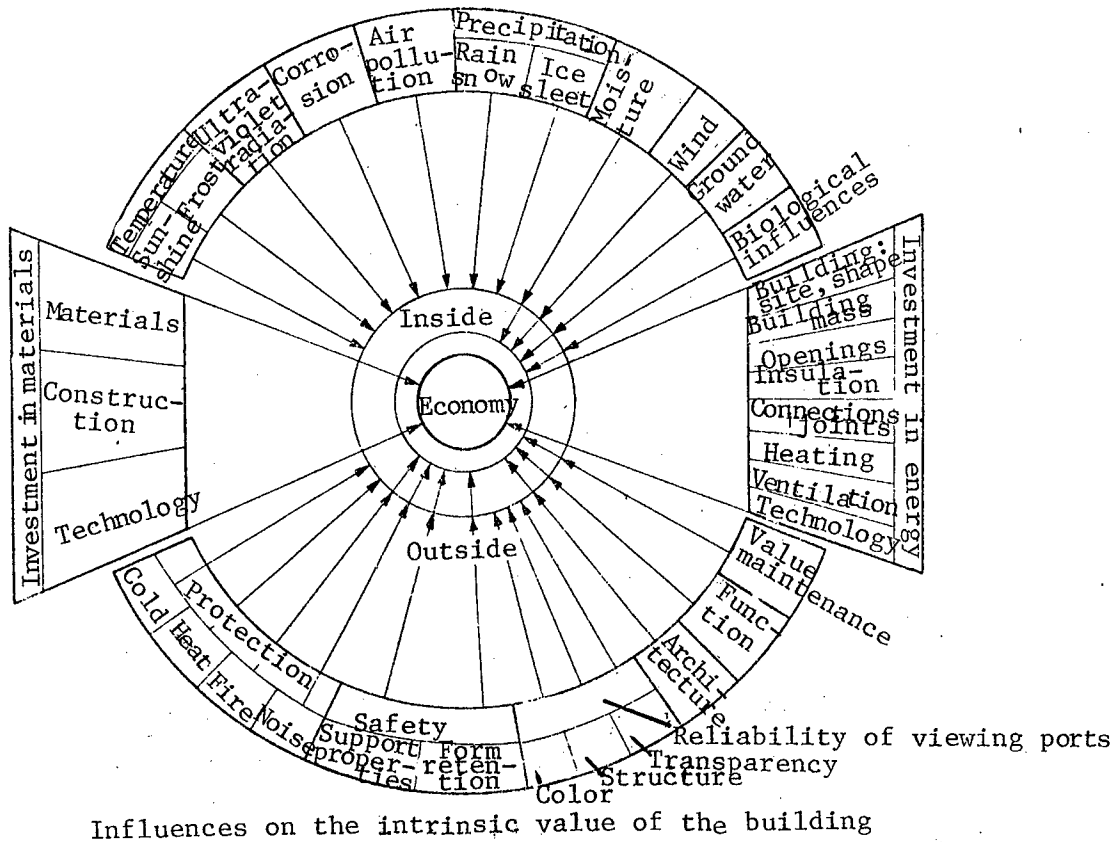 Temperature
Sun-
shine
Frost
Ultra-
violet
radia-
tion
Corro-
sion
Air
pollu-
tion
Precipitation
Rain
snow
Ice
sleet
Mois-
ture
Wind
Ground
water
Biological
influences
Investment in materials
Materials
Construc-
tion
Technology
Inside
Economy
Outside
Building:
site, shape
Building
mass
Openings
Insula-
tion
Connections
joints
Heating
Ventilation
Technology
Investment in energy
Cold
Heat
Fire
Noise
Protection
Safety
Support
proper-
ties
Form
reten-
tion
Value
maintenance
Func-
tion
Archi-
tecture
Reliability of viewing ports
Transparency
Structure
Color
Influences on the intrinsic value of the building